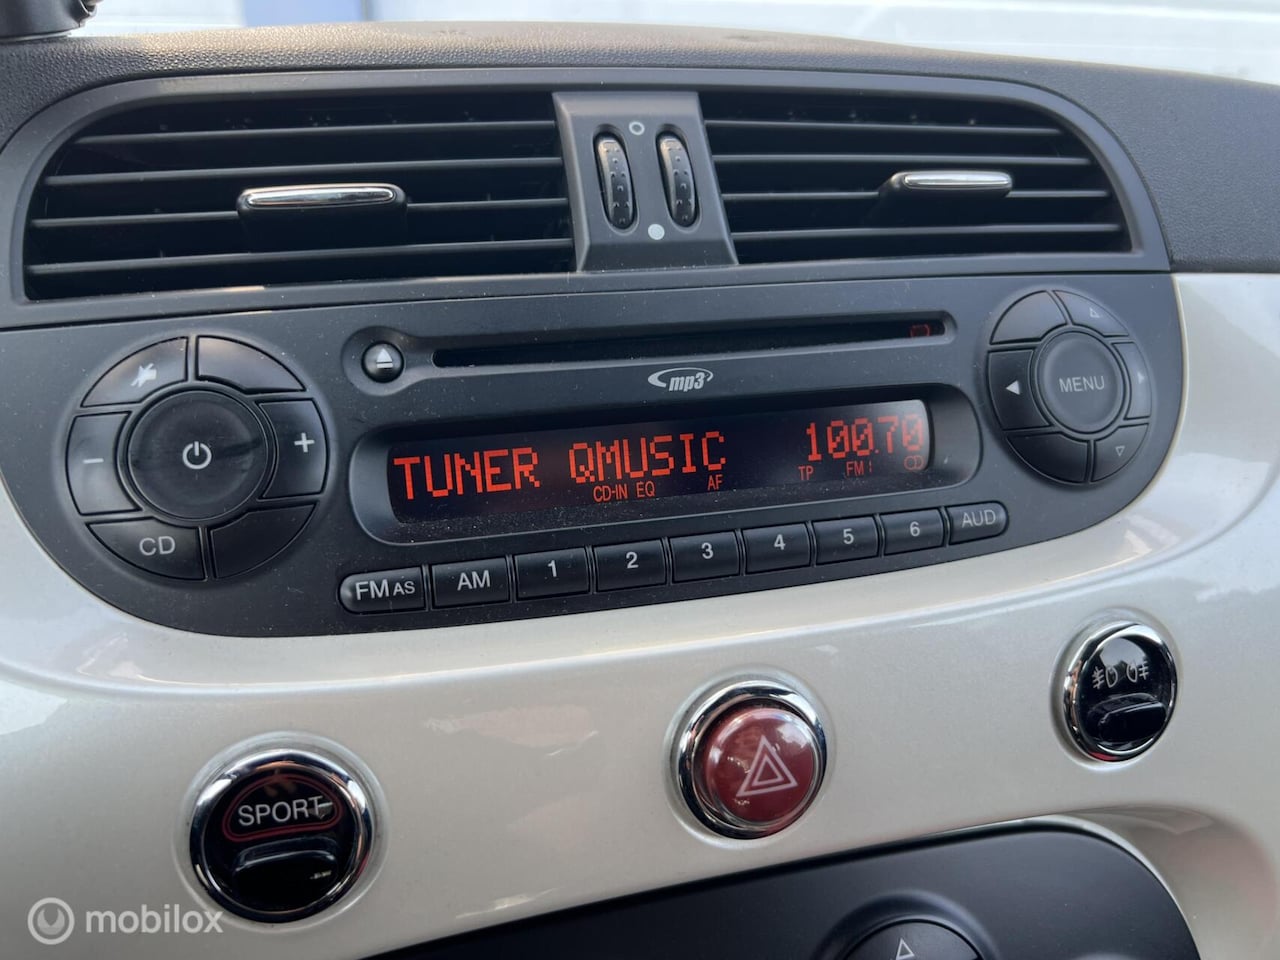 mp3
TUNER QMUSIC 100.70
CD-IN EQ AF TP FM1
MENU
CD
FM AS AM 1 2 3 4 5 6 AUD
SPORT
mobilox